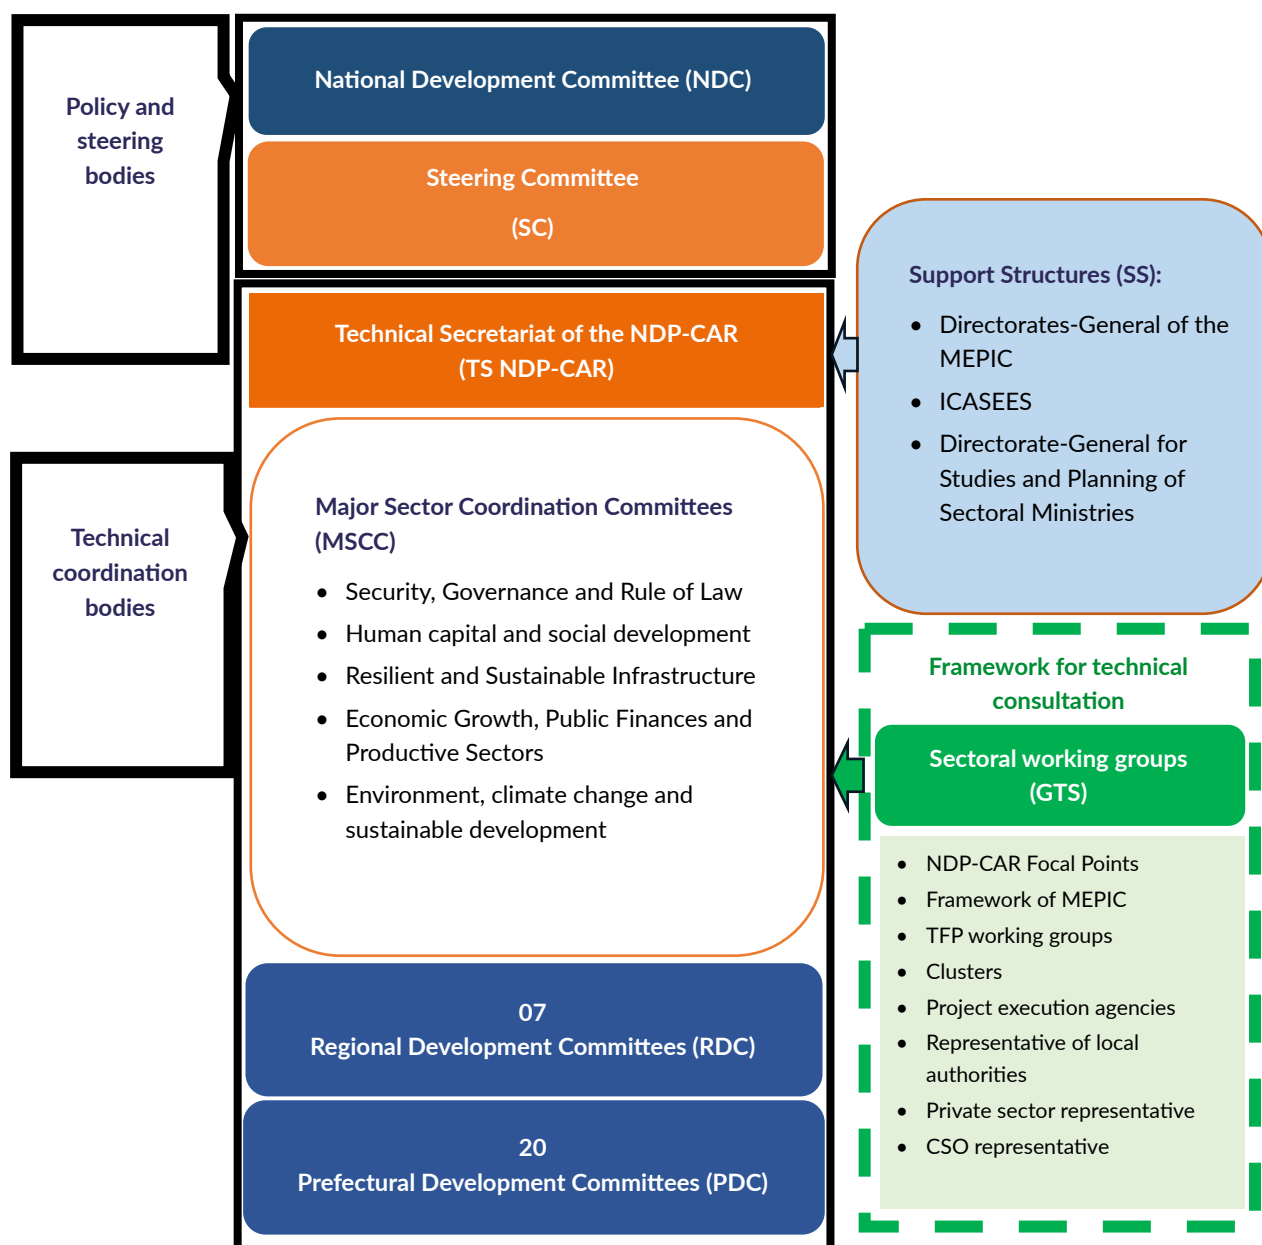 Policy and
steering
bodies
National Development Committee (NDC)
Steering Committee
(SC)
Technical
coordination
bodies
Technical Secretariat of the NDP-CAR
(TS NDP-CAR)
Major Sector Coordination Committees
(MSCC)
• Security, Governance and Rule of Law
• Human capital and social development
• Resilient and Sustainable Infrastructure
• Economic Growth, Public Finances and
Productive Sectors
• Environment, climate change and
sustainable development
07
Regional Development Committees (RDC)
20
Prefectural Development Committees (PDC)
Support Structures (SS):
• Directorates-General of the
MEPIC
• ICASEES
• Directorate-General for
Studies and Planning of
Sectoral Ministries
Framework for technical
consultation
Sectoral working groups
(GTS)
• NDP-CAR Focal Points
• Framework of MEPIC
• TFP working groups
• Clusters
• Project execution agencies
• Representative of local
authorities
• Private sector representative
• CSO representative